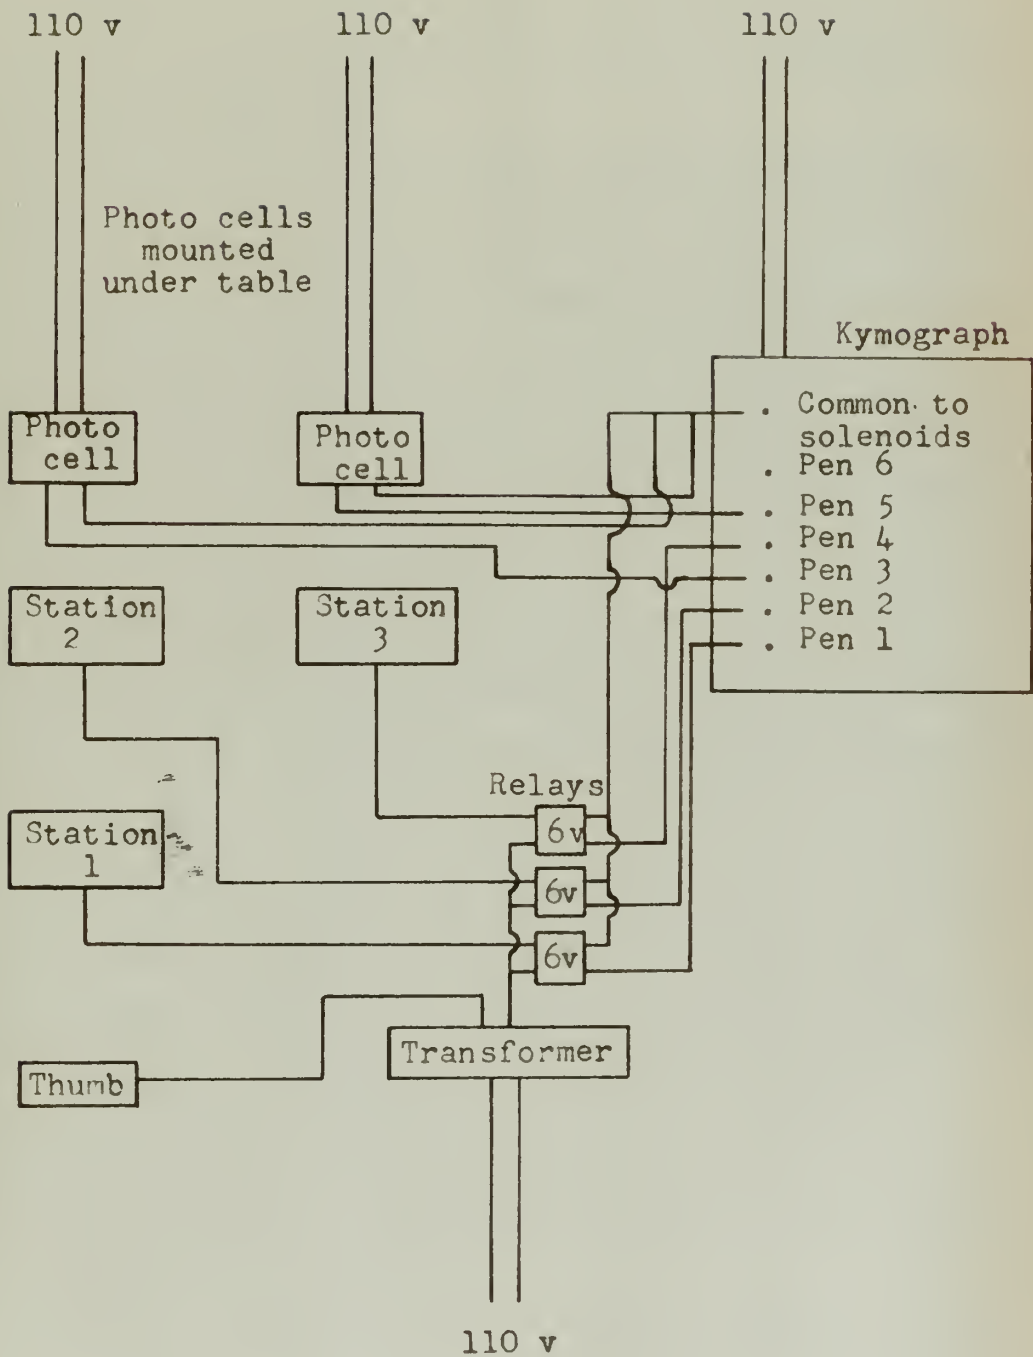 110 v
110 v
110 v
Photo cells
mounted
under table
Kymograph
Photo
cell
Photo
cell
Common to
solenoids
Pen 6
Pen 5
Pen 4
Pen 3
Pen 2
Pen 1
Station
2
Station
3
Relays
Station
1
6v
6v
6v
Transformer
Thumb
110 v